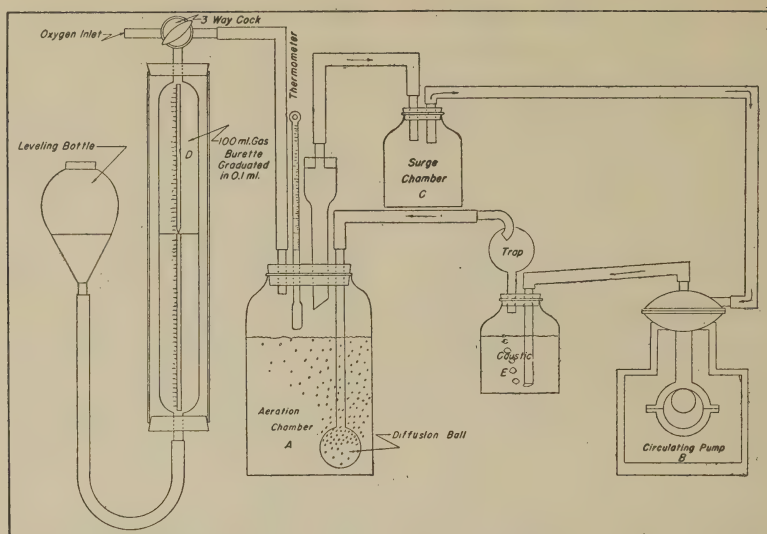 3 Way Cock
Oxygen Inlet
Thermometer
Leveling Bottle
D
100 ml. Gas
Burette
Graduated
in 0.1 ml.
Surge
Chamber
C
Trap
Caustic
E
Aeration
Chamber
A
Diffusion Ball
Circulating Pump
B